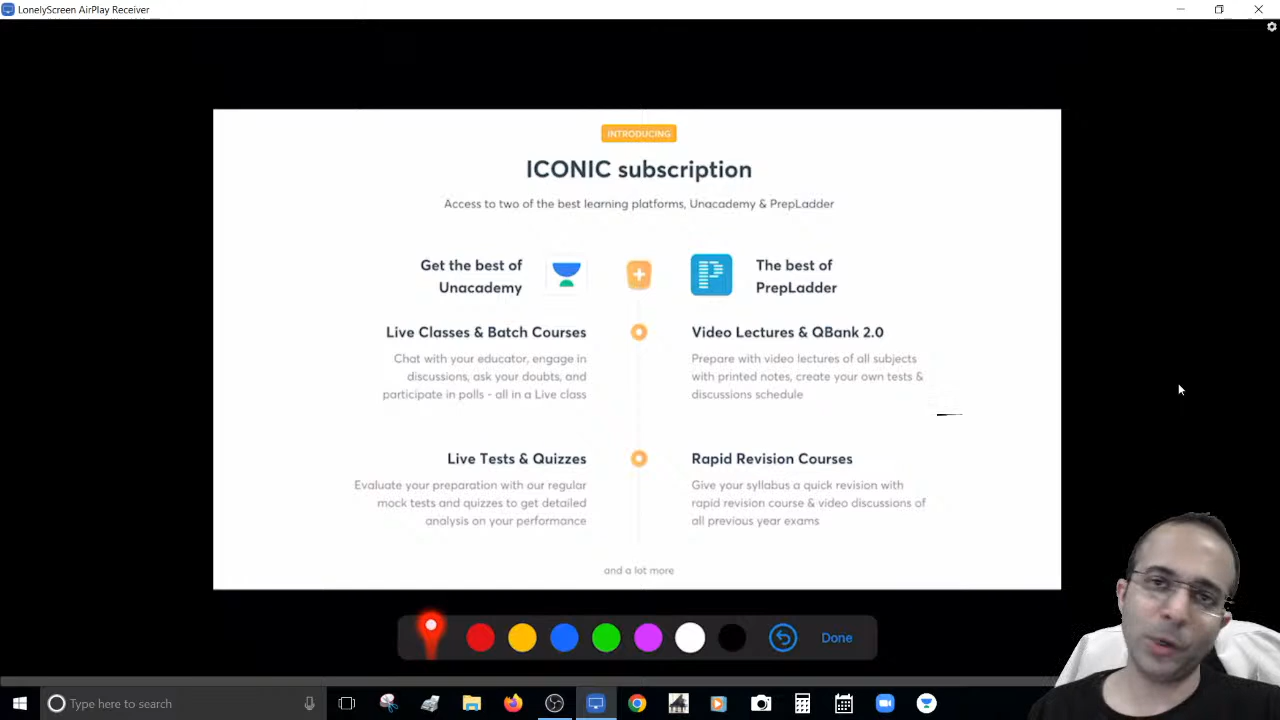 LonelyScreen AirPlay Receiver
INTRODUCING
ICONIC subscription
Access to two of the best learning platforms, Unacademy & PrepLadder
Get the best of
Unacademy
The best of
PrepLadder
Live Classes & Batch Courses
Chat with your educator, engage in
discussions, ask your doubts, and
participate in polls - all in a Live class
Video Lectures & QBank 2.0
Prepare with video lectures of all subjects
with printed notes, create your own tests &
discussions schedule
Live Tests & Quizzes
Evaluate your preparation with our regular
mock tests and quizzes to get detailed
analysis on your performance
Rapid Revision Courses
Give your syllabus a quick revision with
rapid revision course & video discussions of
all previous year exams
and a lot more
Done
Type here to search